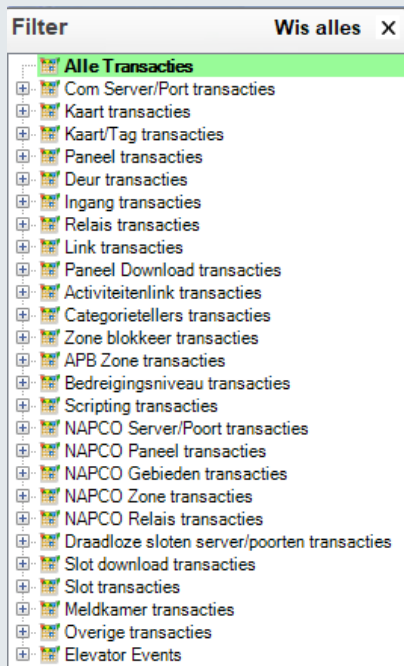 Filter Wis alles X
Alle Transacties
Com Server/Port transacties
Kaart transacties
Kaart/Tag transacties
Paneel transacties
Deur transacties
Ingang transacties
Relais transacties
Link transacties
Paneel Download transacties
Activiteitenlink transacties
Categorietellers transacties
Zone blokkeer transacties
APB Zone transacties
Bedreigingsniveau transacties
Scripting transacties
NAPCO Server/Poort transacties
NAPCO Paneel transacties
NAPCO Gebieden transacties
NAPCO Zone transacties
NAPCO Relais transacties
Draadloze sloten server/poorten transacties
Slot download transacties
Slot transacties
Meldkamer transacties
Overige transacties
Elevator Events